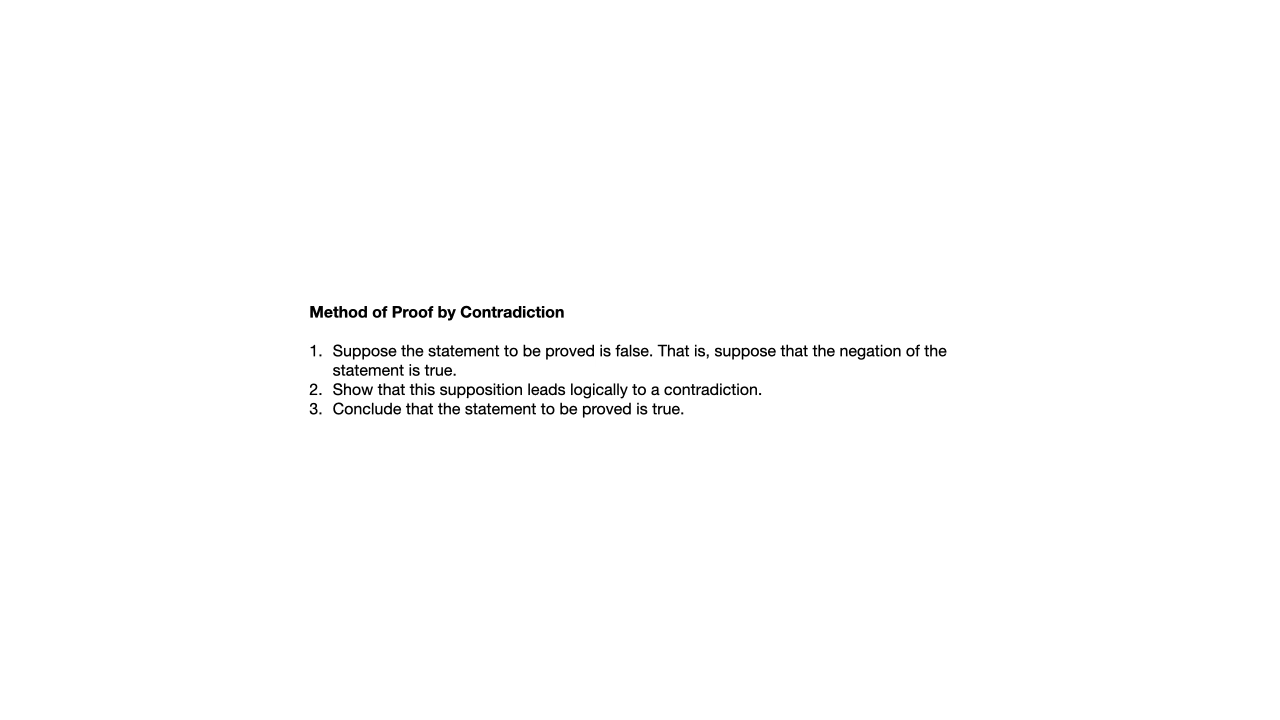 Method of Proof by Contradiction
1. Suppose the statement to be proved is false. That is, suppose that the negation of the
statement is true.
2. Show that this supposition leads logically to a contradiction.
3. Conclude that the statement to be proved is true.